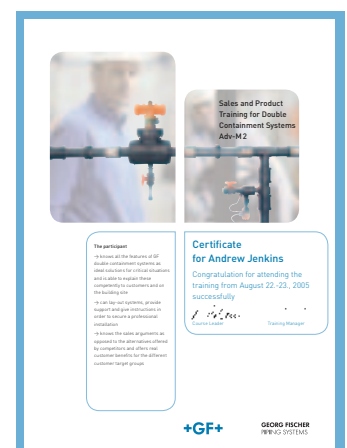 Sales and Product
Training for Double
Containment Systems
Adv-M2
The participant
-> knows all the features of GF
double-containment systems as
ideal solutions for critical situations
and is able to explain these
competently to customers and on
the building site
-> can lay-out systems, provide
support and give instructions in
order to secure a professional
installation
-> knows the sales arguments as
opposed to the alternatives offered
by competitors and offers real
customer benefits for the different
customer target groups
Certificate
for Andrew Jenkins
Congratulation for attending the
training from August 22.-23., 2005
successfully
Course Leader Training Manager
+GF+
GEORG FISCHER
PIPING SYSTEMS